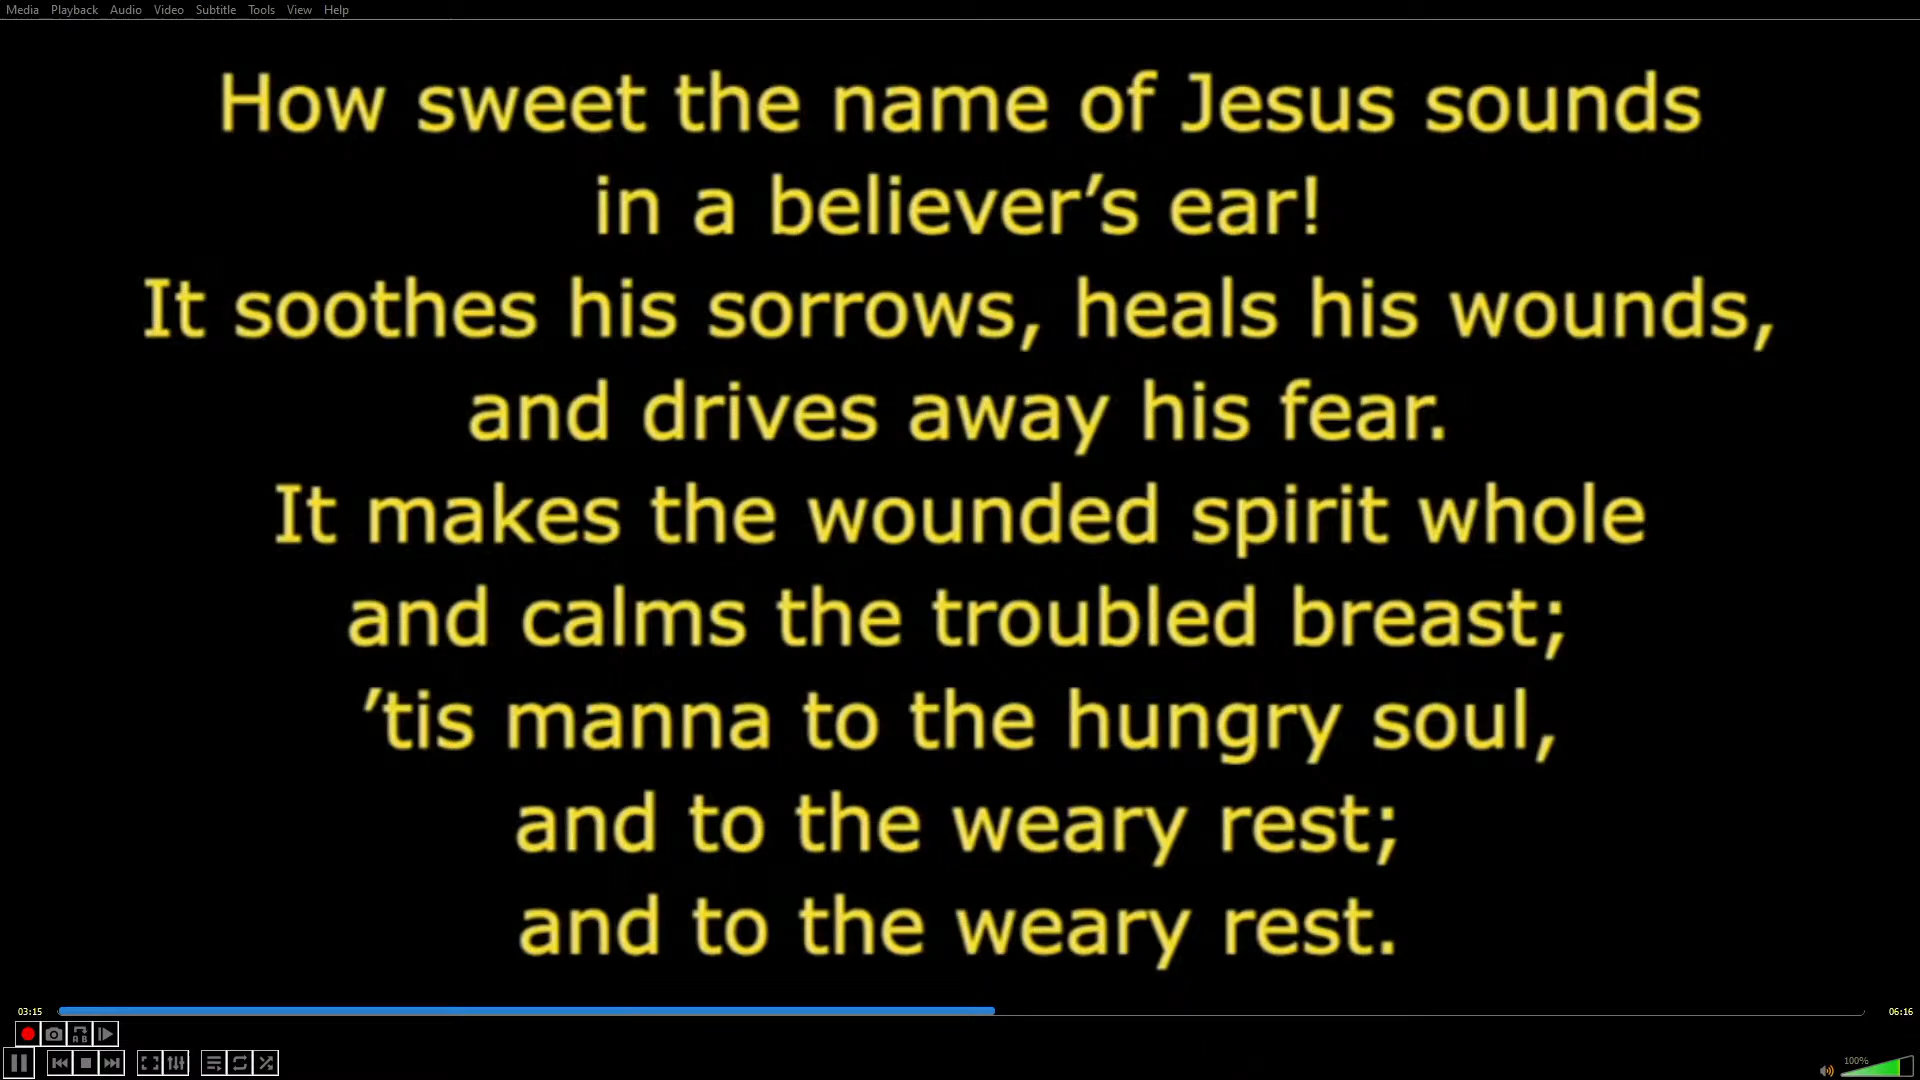 Media Playback Audio Video Subtitle Tools View Help
How sweet the name of Jesus sounds
in a believer’s ear!
It soothes his sorrows, heals his wounds,
and drives away his fear.
It makes the wounded spirit whole
and calms the troubled breast;
’tis manna to the hungry soul,
and to the weary rest;
and to the weary rest.
03:15 06:16
A B
100%